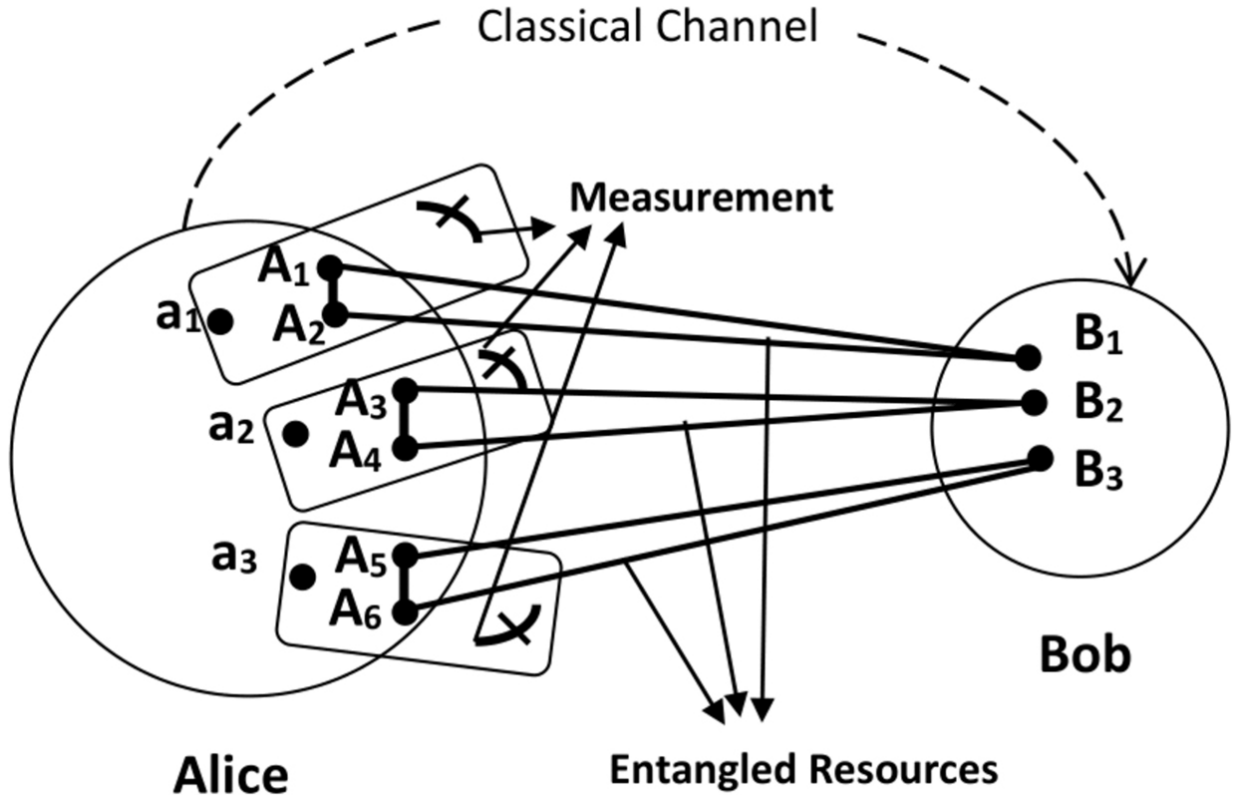 Classical Channel
Measurement
A1
a1
A2
B1
A3
B2
a2
A4
B3
a3
A5
A6
Bob
Alice
Entangled Resources